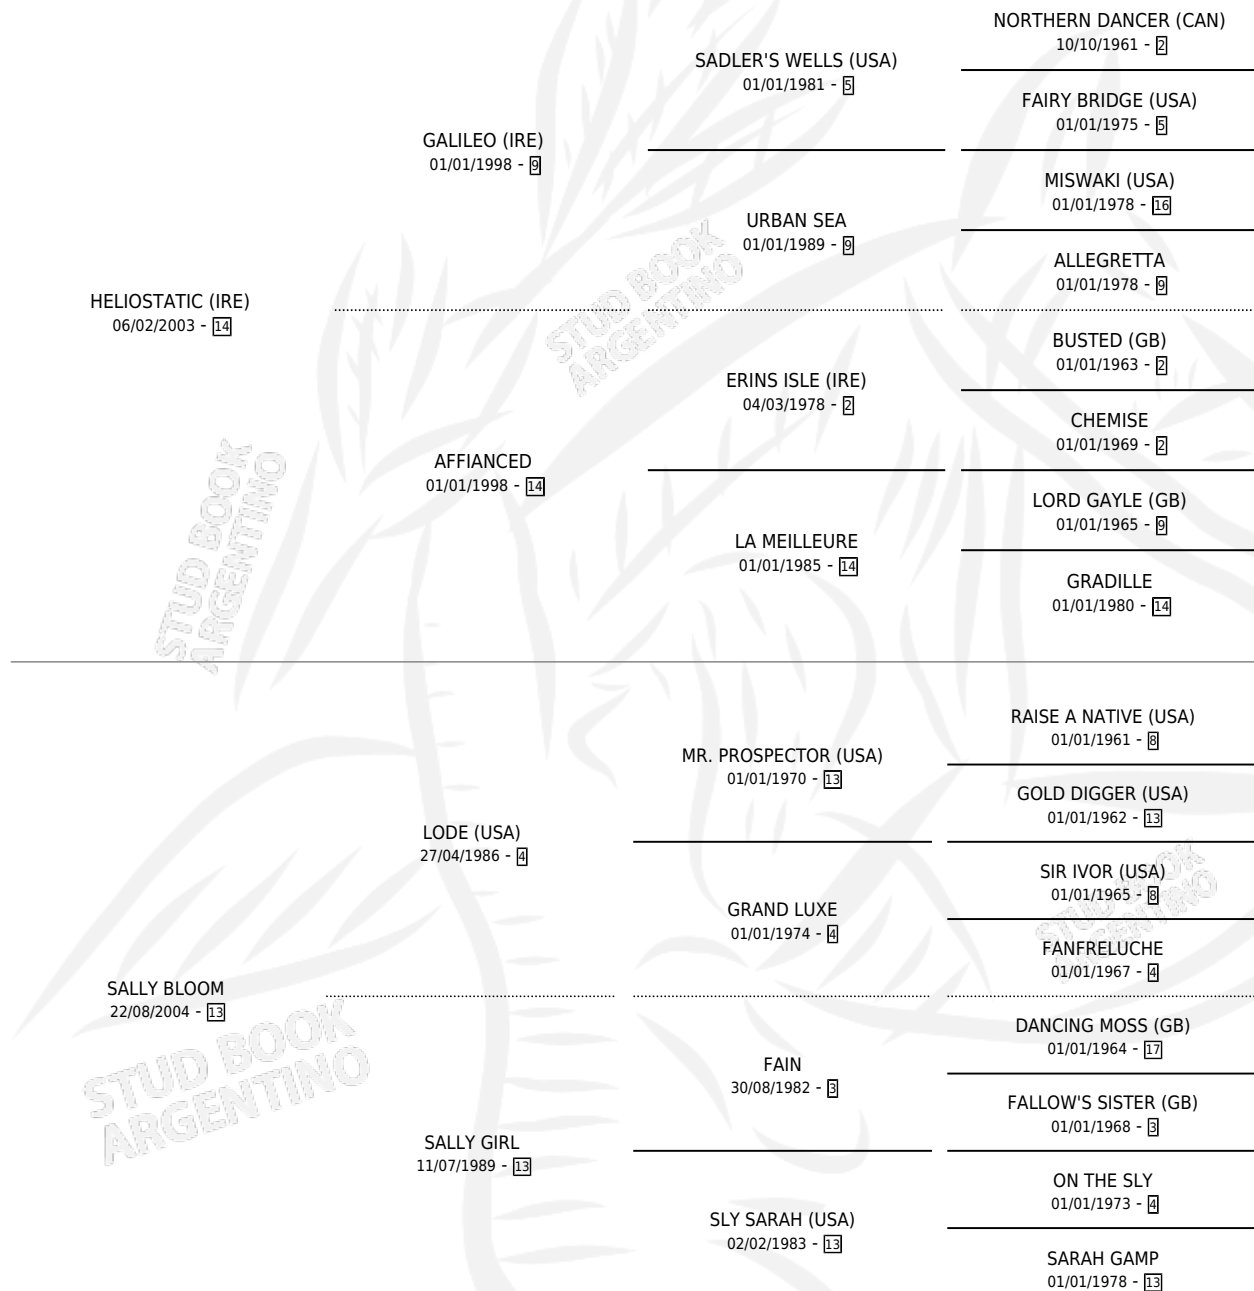 NORTHERN DANCER (CAN)
10/10/1961 - 2
SADLER'S WELLS (USA)
01/01/1981 - 5
FAIRY BRIDGE (USA)
01/01/1975 - 5
GALILEO (IRE)
01/01/1998 - 9
MISWAKI (USA)
01/01/1978 - 16
URBAN SEA
01/01/1989 - 9
ALLEGRETTA
01/01/1978 - 9
HELIOSTATIC (IRE)
06/02/2003 - 14
STUD BOOK
ARGENTINO
BUSTED (GB)
01/01/1963 - 2
ERINS ISLE (IRE)
04/03/1978 - 2
CHEMISE
01/01/1969 - 2
AFFIANCED
01/01/1998 - 14
LORD GAYLE (GB)
01/01/1965 - 9
LA MEILLEURE
01/01/1985 - 14
GRADILLE
01/01/1980 - 14
STUD BOOK
ARGENTINO
RAISE A NATIVE (USA)
01/01/1961 - 8
MR. PROSPECTOR (USA)
01/01/1970 - 13
GOLD DIGGER (USA)
01/01/1962 - 13
LODE (USA)
27/04/1986 - 4
SIR IVOR (USA)
01/01/1965 - 8
GRAND LUXE
01/01/1974 - 4
FANFRELUCHE
01/01/1967 - 4
STUD BOOK
ARGENTINO
SALLY BLOOM
22/08/2004 - 13
STUD BOOK
ARGENTINO
DANCING MOSS (GB)
01/01/1964 - 17
FAIN
30/08/1982 - 3
FALLOW'S SISTER (GB)
01/01/1968 - 3
SALLY GIRL
11/07/1989 - 13
ON THE SLY
01/01/1973 - 4
SLY SARAH (USA)
02/02/1983 - 13
SARAH GAMP
01/01/1978 - 13